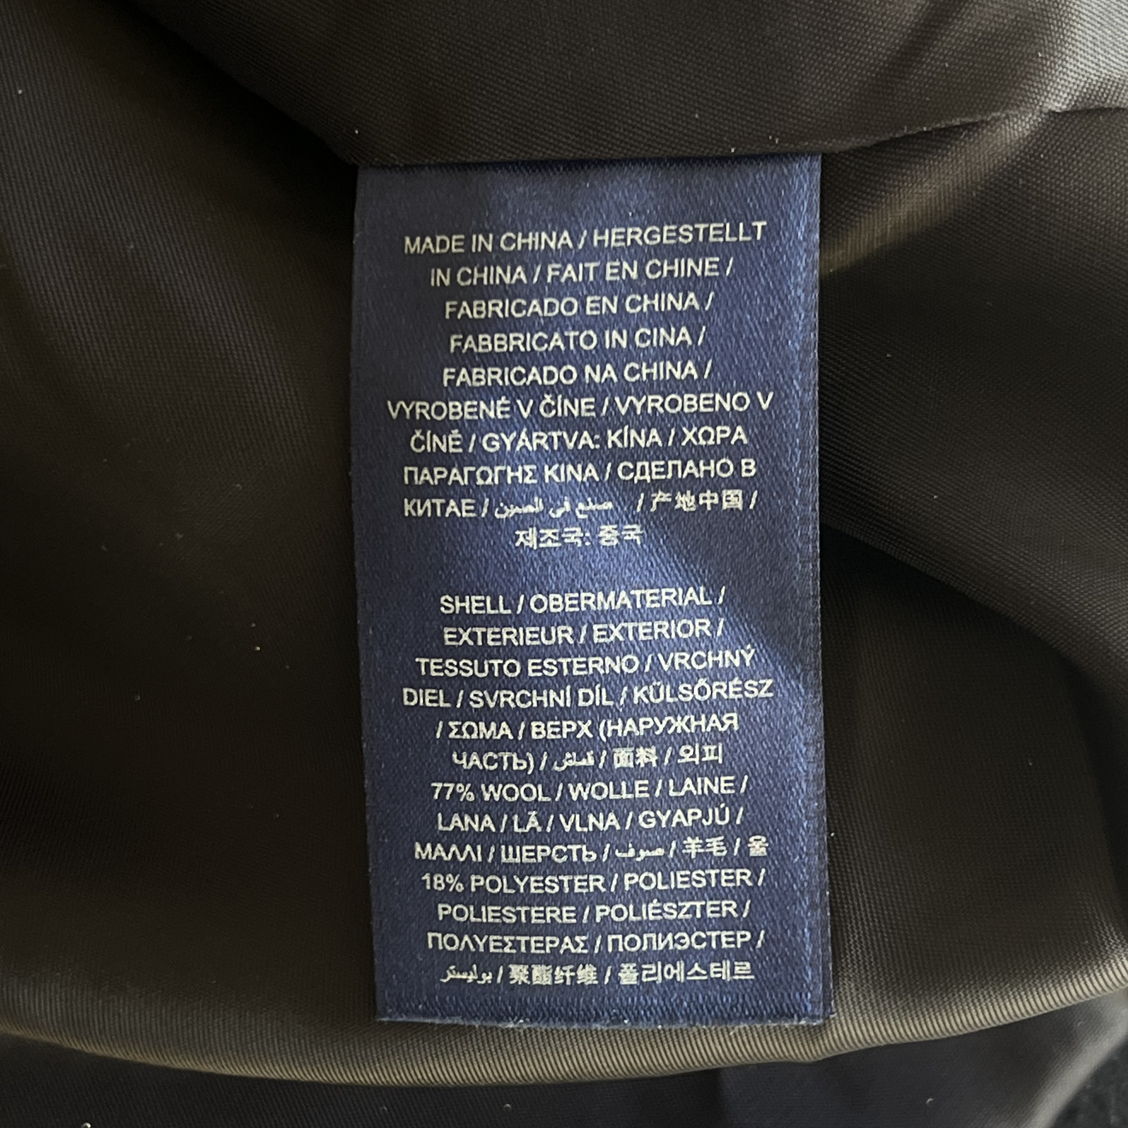 MADE IN CHINA / HERGESTELLT
IN CHINA / FAIT EN CHINE /
FABRICADO EN CHINA /
FABBRICATO IN CINA /
FABRICADO NA CHINA /
VYROBENÉ V ČÍNE / VYROBENO V
ČÍNĚ / GYÁRTVA: KÍNA / ΧΩΡΑ
ΠΑΡΑΓΩΓΗΣ ΚΙΝΑ / СДЕЛАНО В
КИТАЕ / صنع في الصين / 产地中国 /
제조국: 중국
SHELL / OBERMATERIAL /
EXTERIEUR / EXTERIOR /
TESSUTO ESTERNO / VRCHNÝ
DIEL / SVRCHNÍ DÍL / KÜLSŐRÉSZ
/ ΣΩΜΑ / ВЕРХ (НАРУЖНАЯ
ЧАСТЬ) / قماش / 面料 / 외피
77% WOOL / WOLLE / LAINE /
LANA / LÃ / VLNA / GYAPJÚ /
ΜΑΛΛΙ / ШЕРСТЬ / صوف / 羊毛 / 울
18% POLYESTER / POLIESTER /
POLIESTERE / POLIÉSZTER /
ΠΟΛΥΕΣΤΕΡΑΣ / ПОЛИЭСТЕР /
بوليستر / 聚酯纤维 / 폴리에스테르